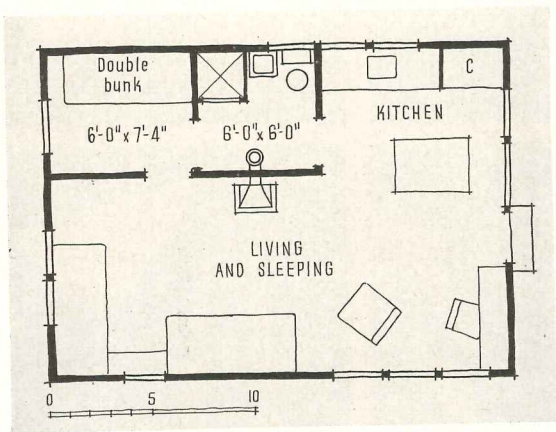 Double
bunk
C
KITCHEN
6'-0" x 7'-4"
6'-0" x 6'-0"
LIVING
AND SLEEPING
0 5 10